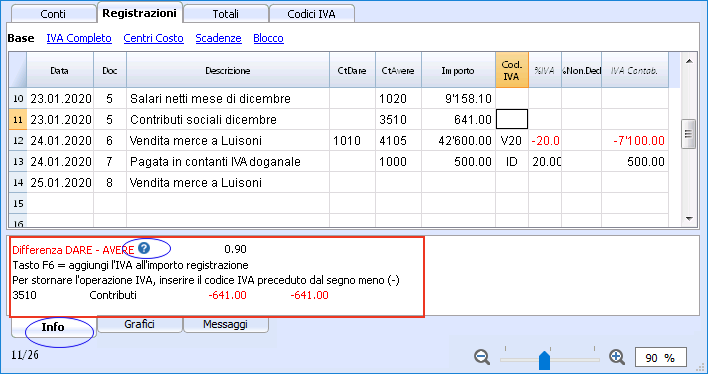 Conti Registrazioni Totali Codici IVA
Base IVA Completo Centri Costo Scadenze Blocco
Data Doc Descrizione CtDare CtAvere Importo Cod. IVA %IVA %Non.Ded IVA Contab.
10 23.01.2020 5 Salari netti mese di dicembre 1020 9'158.10
11 23.01.2020 5 Contributi sociali dicembre 3510 641.00
12 24.01.2020 6 Vendita merce a Luisoni 1010 4105 42'600.00 V20 -20.0 -7'100.00
13 24.01.2020 7 Pagata in contanti IVA doganale 1000 500.00 ID 20.00 500.00
14 25.01.2020 8 Vendita merce a Luisoni
15
16
Differenza DARE - AVERE ? 0.90
Tasto F6 = aggiungi l'IVA all'importo registrazione
Per stornare l'operazione IVA, inserire il codice IVA preceduto dal segno meno (-)
3510 Contributi -641.00 -641.00
Info Grafici Messaggi
11/26 90 %